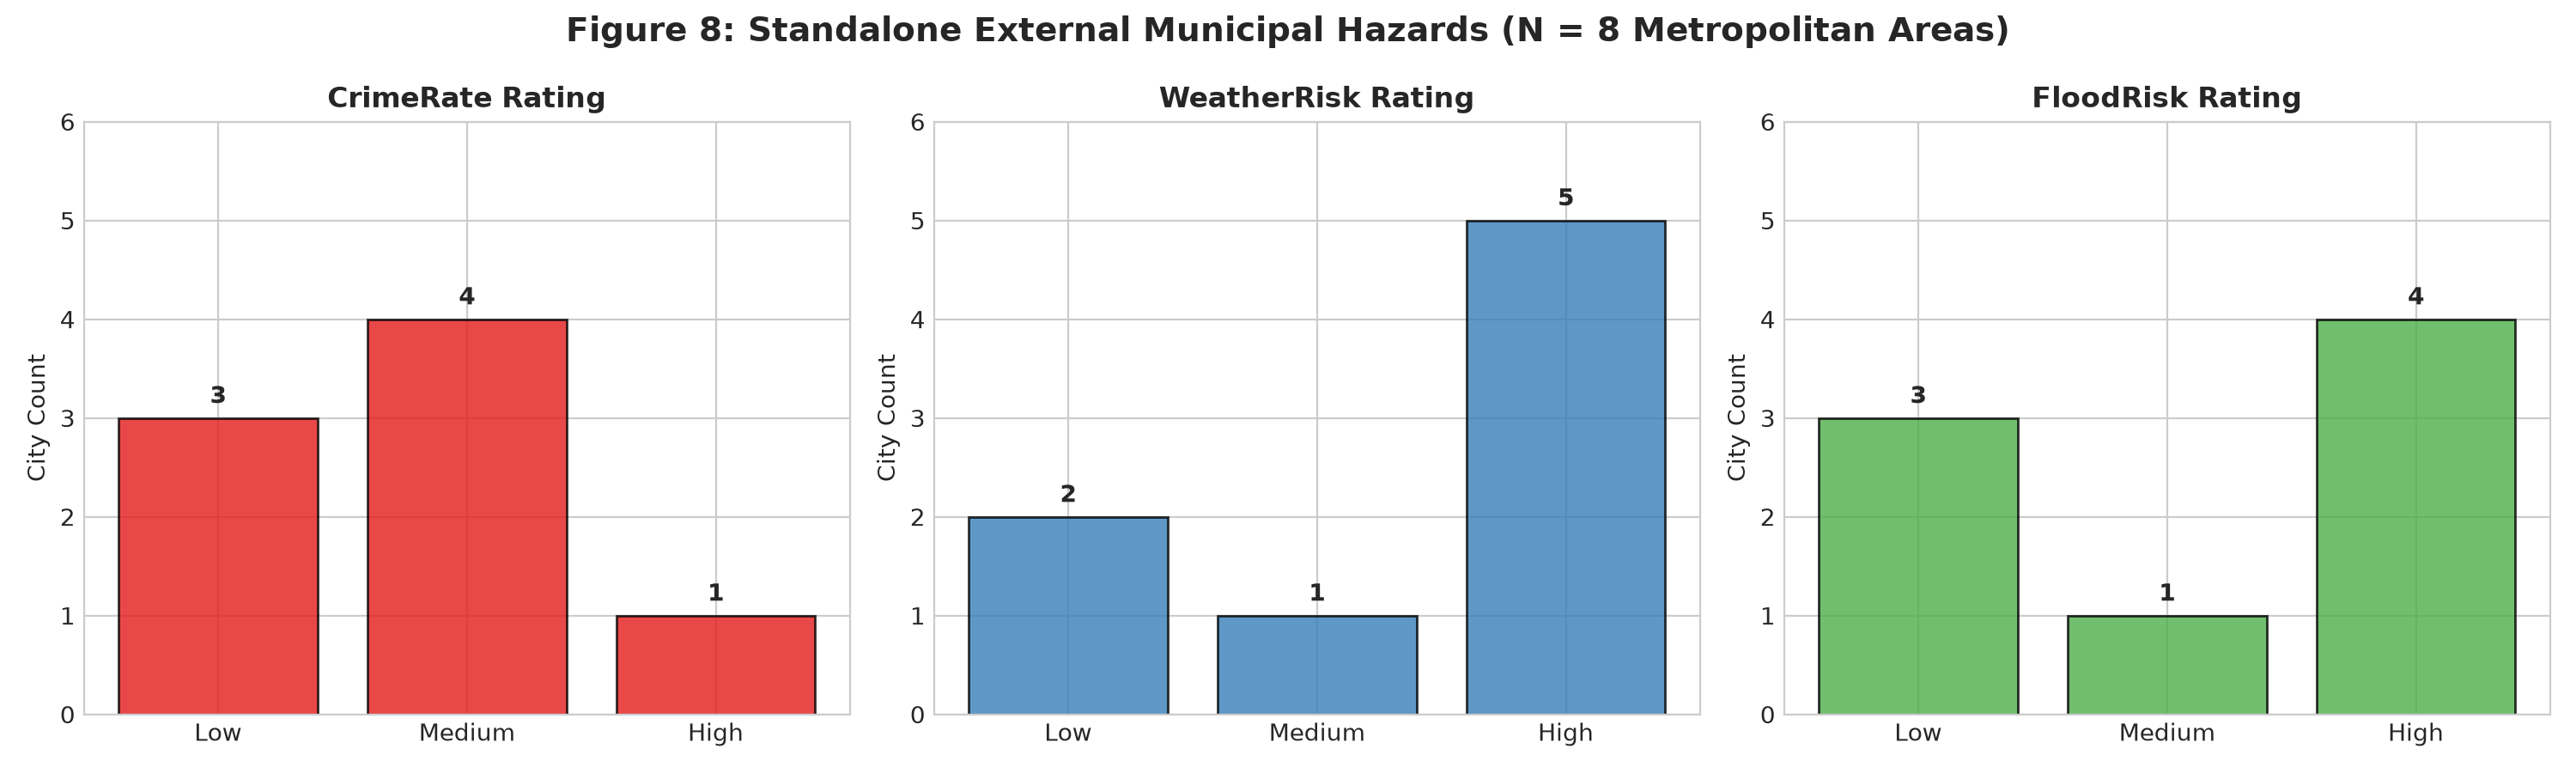 Figure 8: Standalone External Municipal Hazards (N = 8 Metropolitan Areas)
CrimeRate Rating
6
5
4
3
2
1
0
City Count
3
4
1
Low
Medium
High
WeatherRisk Rating
6
5
4
3
2
1
0
City Count
2
1
5
Low
Medium
High
FloodRisk Rating
6
5
4
3
2
1
0
City Count
3
1
4
Low
Medium
High